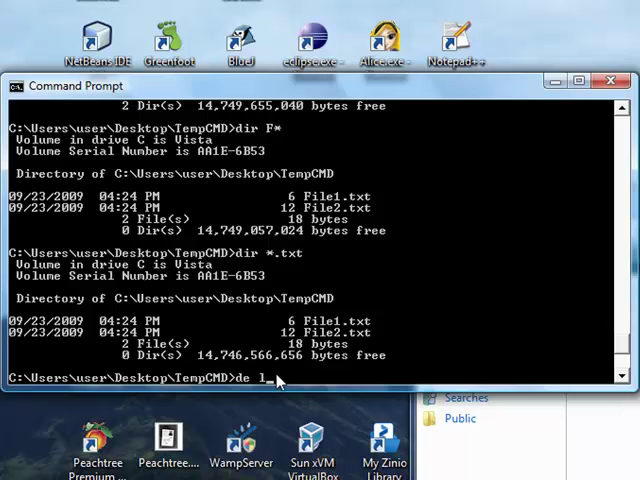 NetBeans IDE
Greenfoot
BlueJ
eclipse.exe -
Alice.exe -
Notepad++
Command Prompt
2 Dir(s) 14,749,655,040 bytes free
C:\Users\user\Desktop\TempCMD>dir F*
Volume in drive C is Vista
Volume Serial Number is AA1E-6B53
Directory of C:\Users\user\Desktop\TempCMD
09/23/2009 04:24 PM 6 File1.txt
09/23/2009 04:24 PM 12 File2.txt
2 File(s) 18 bytes
0 Dir(s) 14,749,057,024 bytes free
C:\Users\user\Desktop\TempCMD>dir *.txt
Volume in drive C is Vista
Volume Serial Number is AA1E-6B53
Directory of C:\Users\user\Desktop\TempCMD
09/23/2009 04:24 PM 6 File1.txt
09/23/2009 04:24 PM 12 File2.txt
2 File(s) 18 bytes
0 Dir(s) 14,746,566,656 bytes free
C:\Users\user\Desktop\TempCMD>de l_
Searches
Public
Peachtree Premium ...
Peachtree....
WampServer
Sun xVM VirtualBox
My Zinio Library